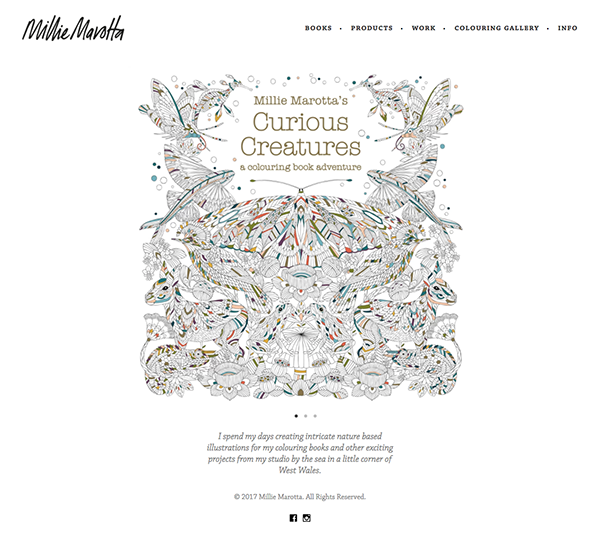 Millie Marotta
BOOKS • PRODUCTS • WORK • COLOURING GALLERY • INFO
Millie Marotta's
Curious
Creatures
a colouring book adventure
I spend my days creating intricate nature based
illustrations for my colouring books and other exciting
projects from my studio by the sea in a little corner of
West Wales.
© 2017 Millie Marotta. All Rights Reserved.